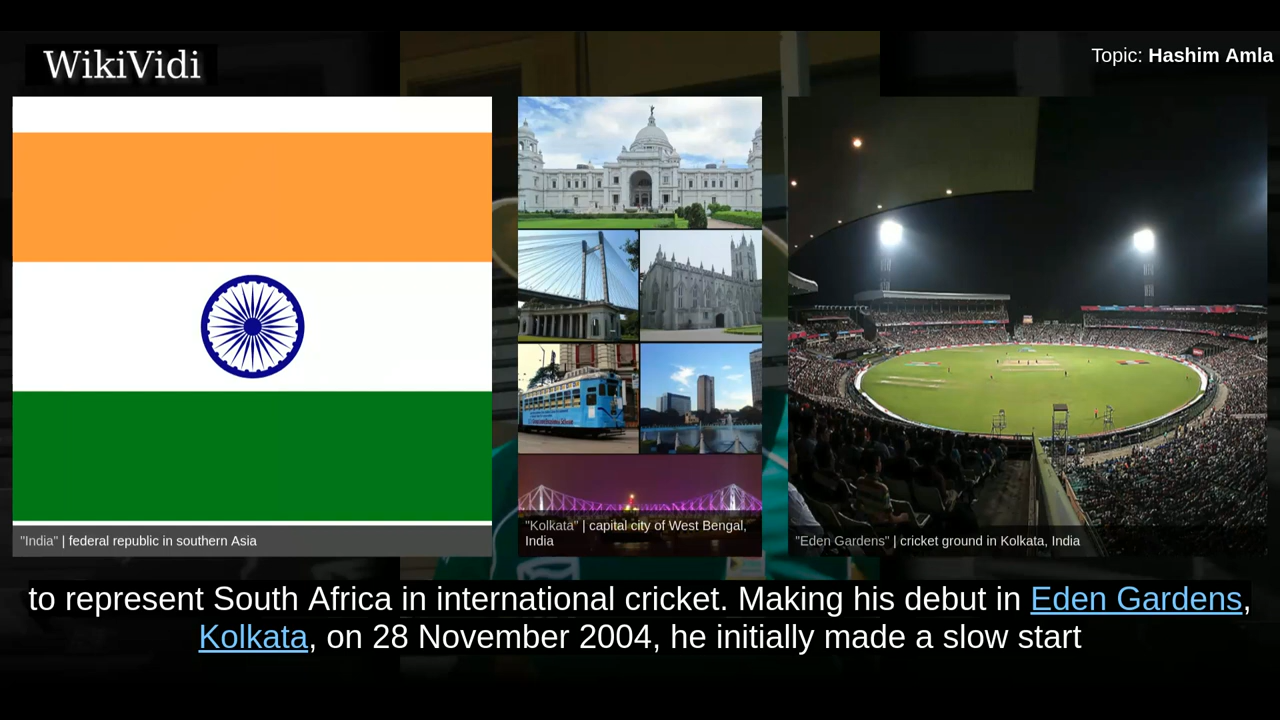 WikiVidi
Topic: Hashim Amla
"India" | federal republic in southern Asia
"Kolkata" | capital city of West Bengal,
India
"Eden Gardens" | cricket ground in Kolkata, India
to represent South Africa in international cricket. Making his debut in Eden Gardens,
Kolkata, on 28 November 2004, he initially made a slow start